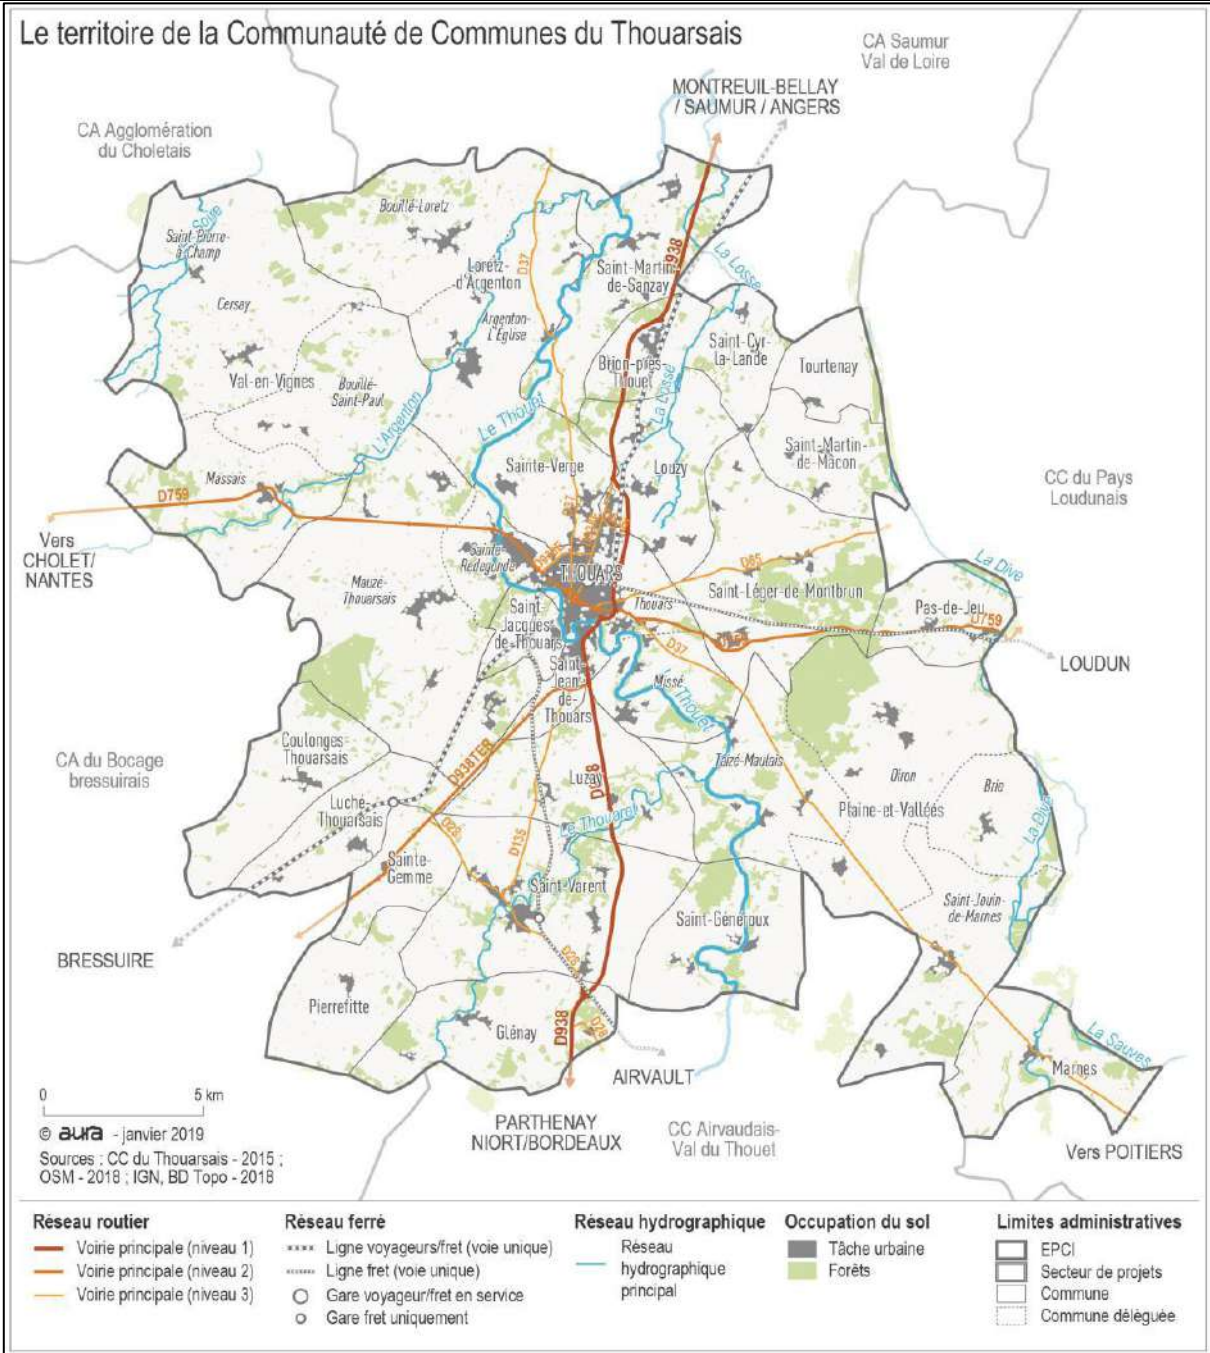 Le territoire de la Communauté de Communes du Thouarsais
CA Saumur
Val de Loire
MONTREUIL-BELLAY
/ SAUMUR / ANGERS
CA Agglomération
du Choletais
Bouillé-Loretz
Saint-Pierre-
à-Champ
D37
Loretz-
d'Argenton
Saint-Martin-
de-Sanzay
La Losse
Cersay
Argenton-
L'Eglise
Saint-Cyr-
la-Lande
Brion-près-
Thouet
Tourtenay
Val-en-Vignes
Bouillé-
Saint-Paul
La Losse
L'Argenton
Le Thouet
Saint-Martin-
de-Mâcon
Sainte-Verge
Louzy
Massais
D759
CC du Pays
Loudunais
Vers
CHOLET/
NANTES
Sainte-
Radegonde
THOUARS
D65
La Dive
Mauzé-
Thouarsais
Saint-Léger-de-Montbrun
Thouars
Pas-de-Jeu
D759
Saint-
Jacques-
de-Thouars
D37
LOUDUN
Saint-
Jean-
de-
Thouars
Missé
Thouet
Coulonges-
Thouarsais
D938TER
Taizé-Maulais
CA du Bocage
bressuirais
Luzay
Oiron
Brie
Luché-
Thouarsais
Le Thouaret
Plaine-et-Vallées
La Dive
D28
D135
Sainte-
Gemme
Saint-Varent
Saint-Jouin-
de-Marnes
Saint-Généroux
BRESSUIRE
D28
Pierrefitte
Glénay
D938
D28
La Sauves
Marnes
AIRVAULT
0 5 km
© aura - janvier 2019
PARTHENAY
NIORT/BORDEAUX
CC Airvaudais-
Val du Thouet
Vers POITIERS
Sources : CC du Thouarsais - 2015 ;
OSM - 2018 ; IGN, BD Topo - 2018
Réseau routier
Voirie principale (niveau 1)
Voirie principale (niveau 2)
Voirie principale (niveau 3)
Réseau ferré
Ligne voyageurs/fret (voie unique)
Ligne fret (voie unique)
Gare voyageur/fret en service
Gare fret uniquement
Réseau hydrographique
Réseau
hydrographique
principal
Occupation du sol
Tâche urbaine
Forêts
Limites administratives
EPCI
Secteur de projets
Commune
Commune déléguée